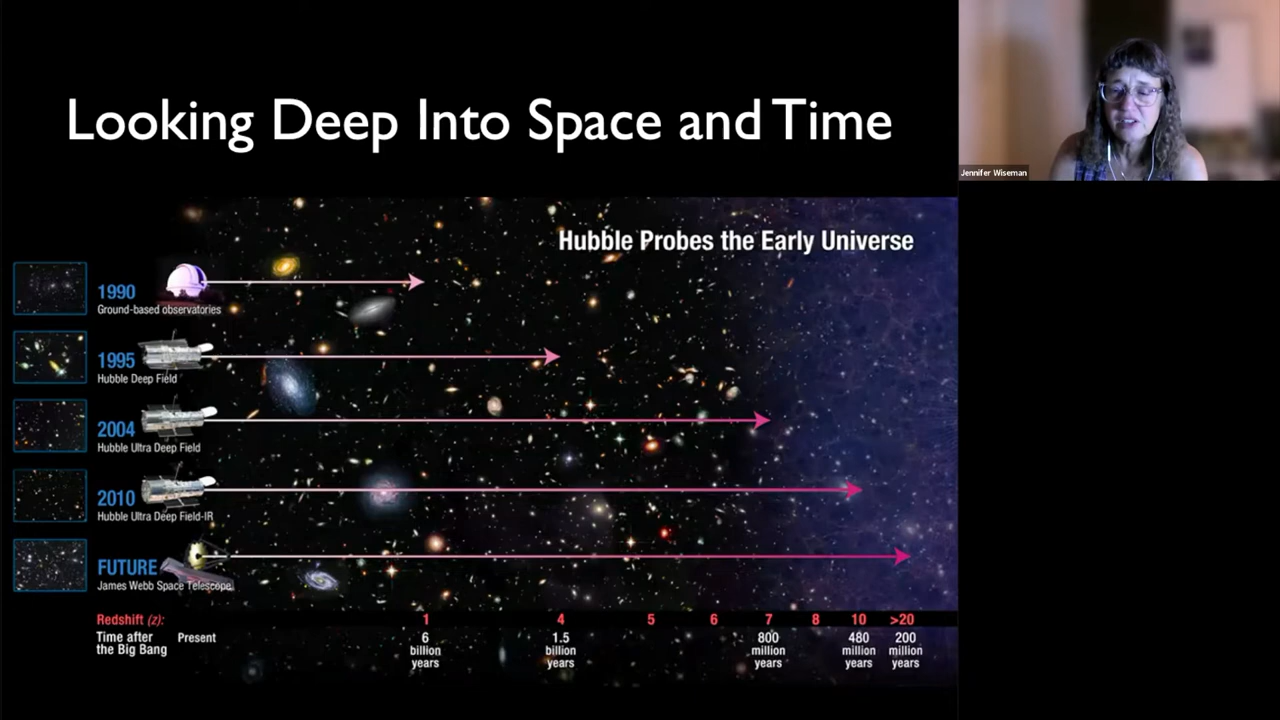 Looking Deep Into Space and Time
Jennifer Wiseman
Hubble Probes the Early Universe
1990
Ground-based observatories
1995
Hubble Deep Field
2004
Hubble Ultra Deep Field
2010
Hubble Ultra Deep Field-IR
FUTURE
James Webb Space Telescope
Redshift (z): 1 4 5 6 7 8 10 >20
Time after the Big Bang
Present
6 billion years
1.5 billion years
800 million years
480 million years
200 million years